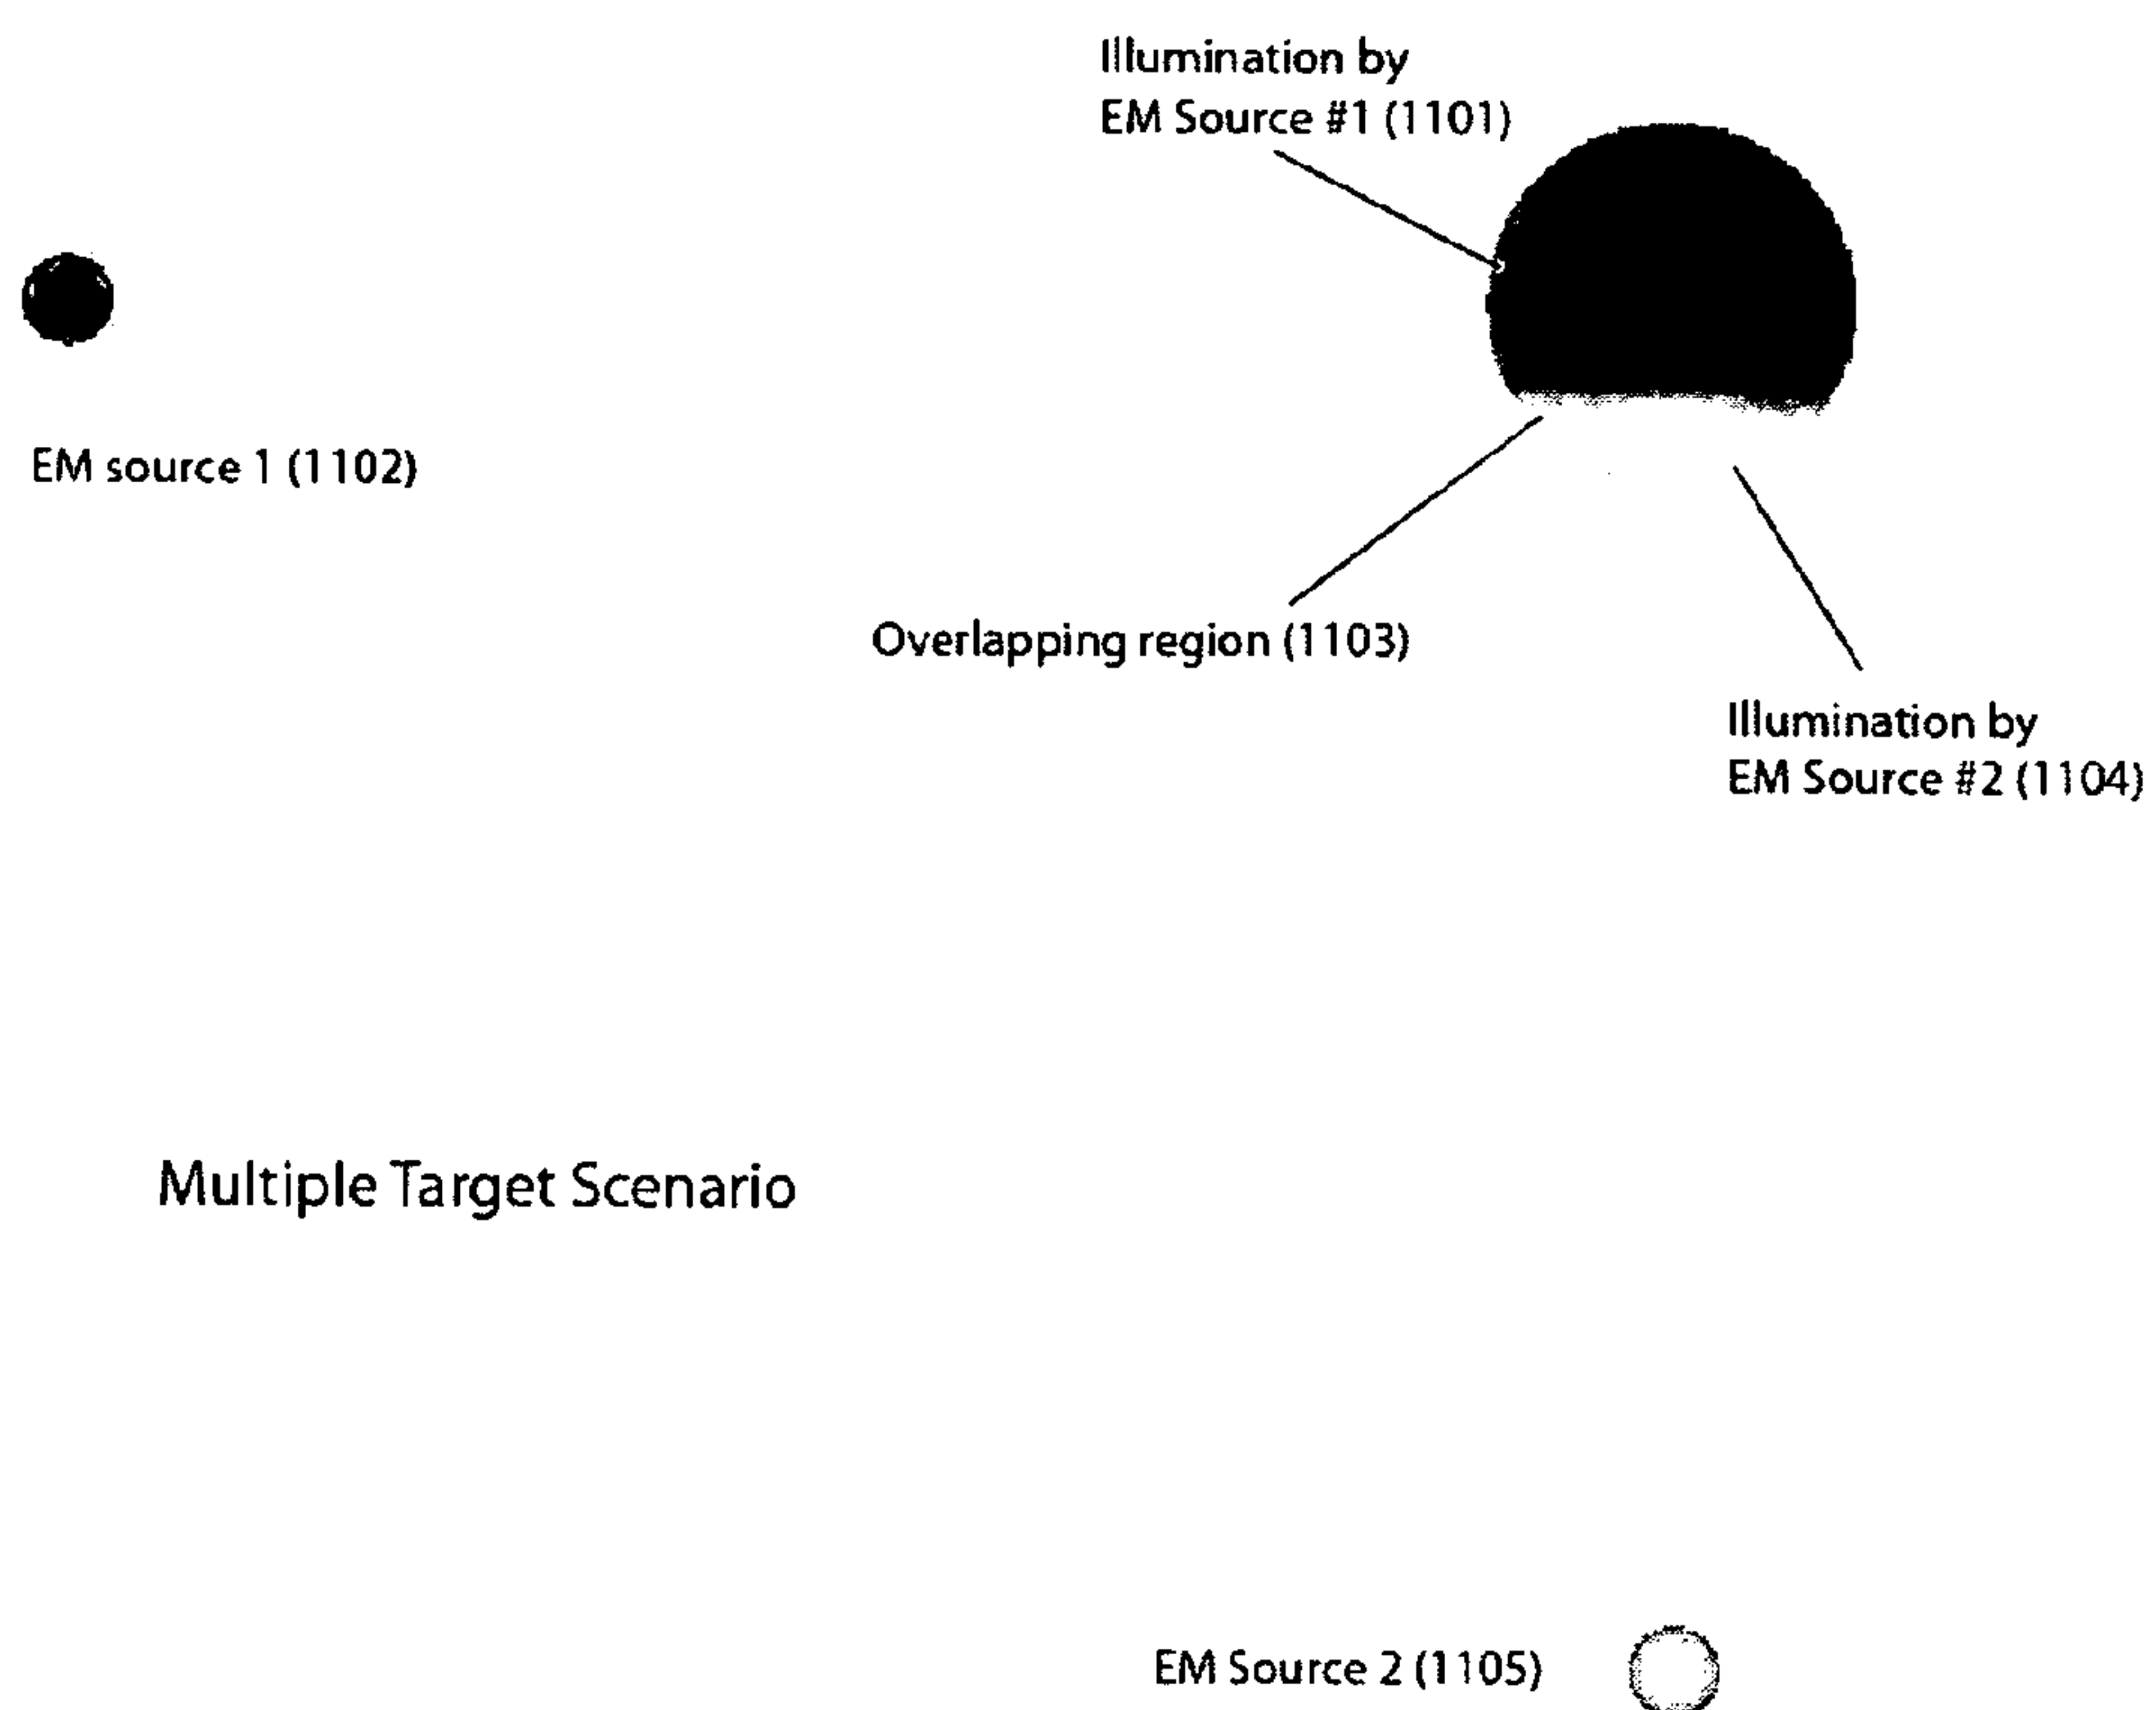 Illumination by
EM Source #1 (1101)
EM source 1 (1102)
Overlapping region (1103)
Illumination by
EM Source #2 (1104)
Multiple Target Scenario
EM Source 2 (1105)